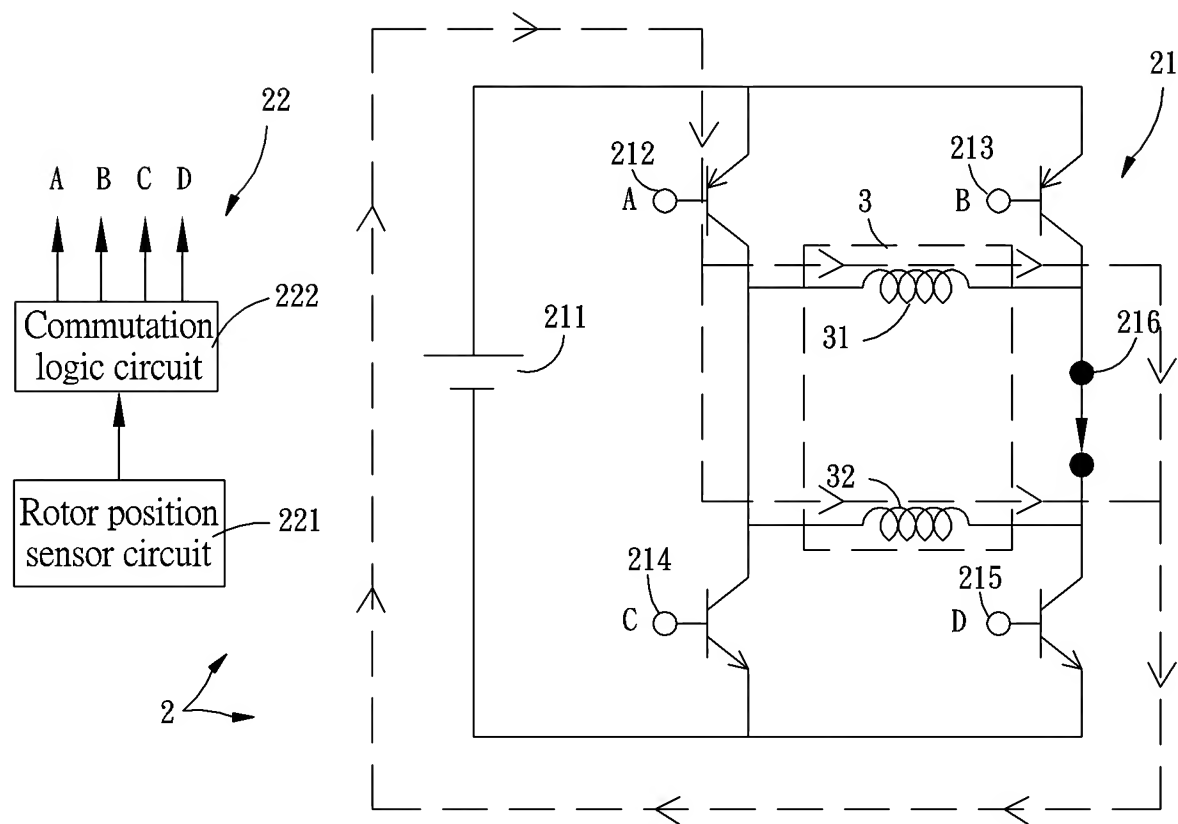 21
22
212
213
A B C D
A
B
3
222
Commutation
logic circuit
211
31
216
Rotor position
sensor circuit
221
32
214
215
C
D
2